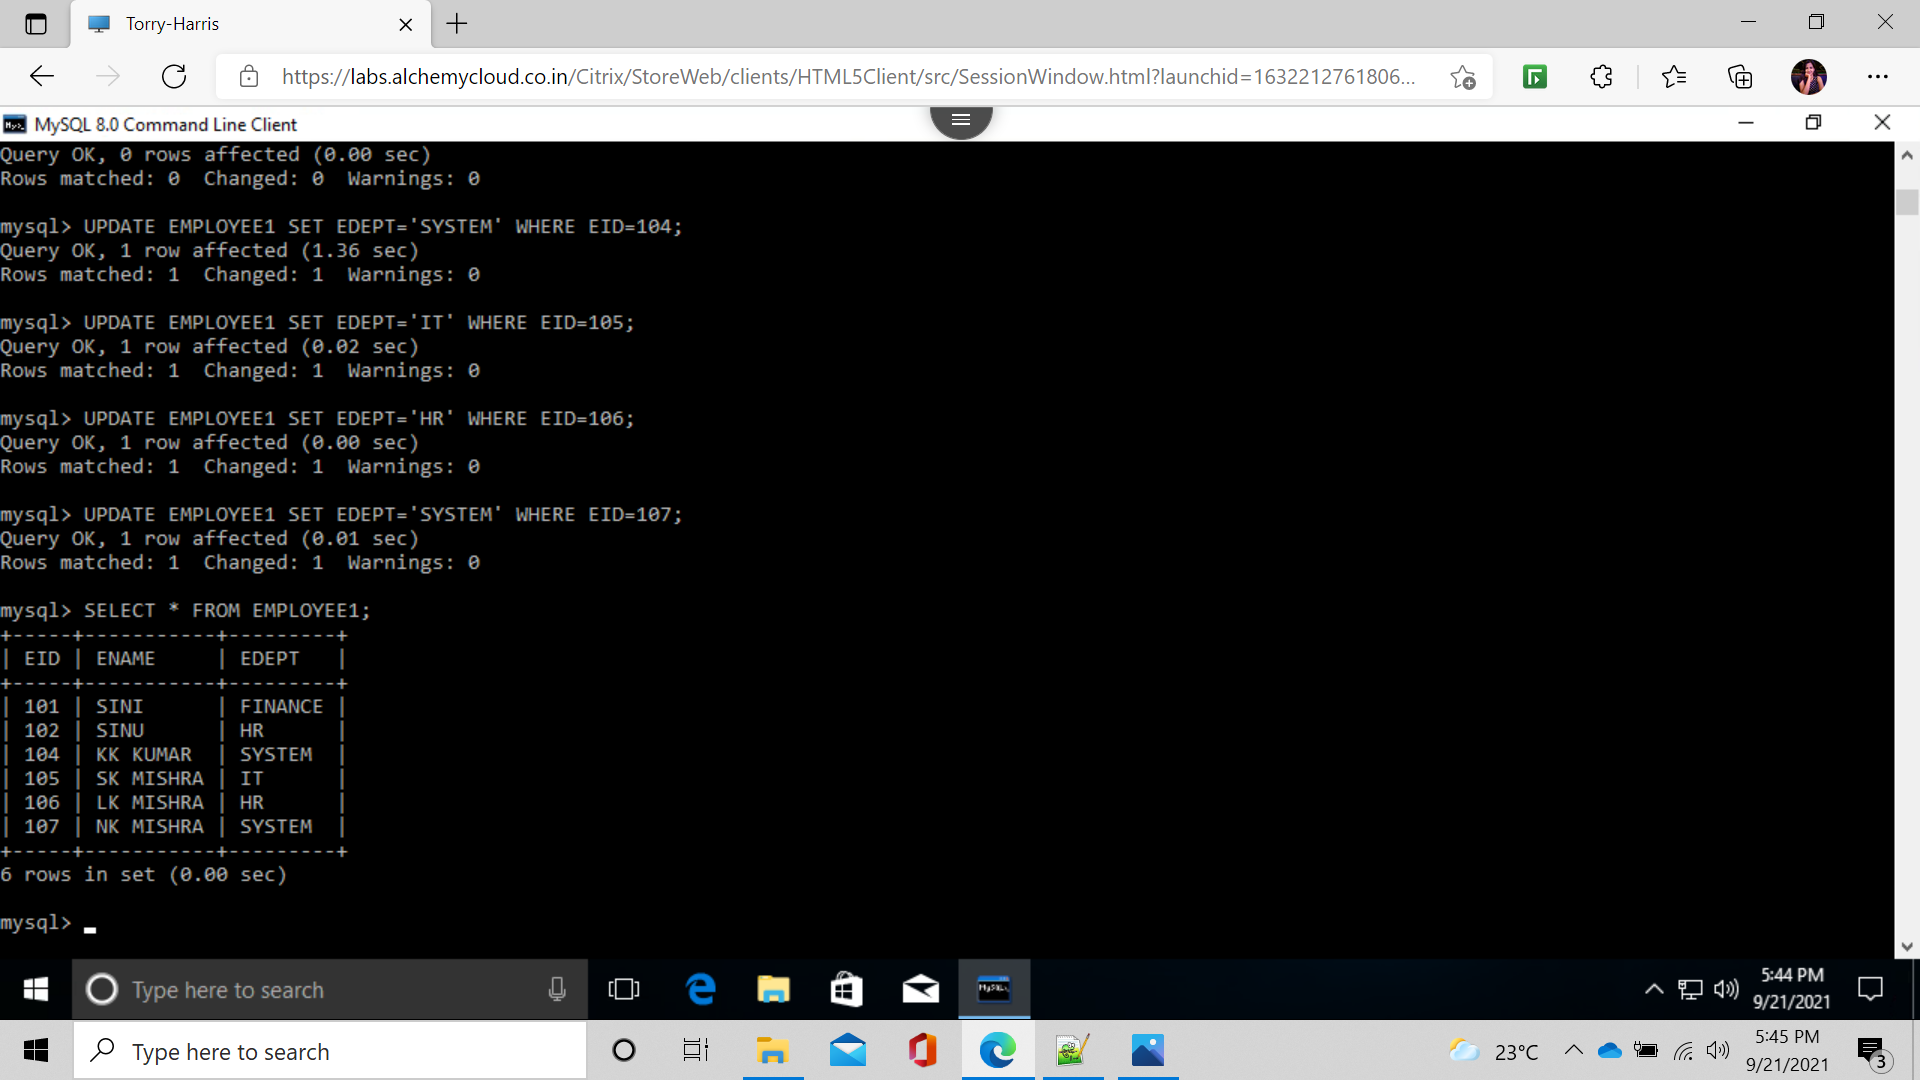 Torry-Harris
https://labs.alchemycloud.co.in/Citrix/StoreWeb/clients/HTML5Client/src/SessionWindow.html?launchid=1632212761806...
MySQL 8.0 Command Line Client
Query OK, 0 rows affected (0.00 sec)
Rows matched: 0  Changed: 0  Warnings: 0
mysql> UPDATE EMPLOYEE1 SET EDEPT='SYSTEM' WHERE EID=104;
Query OK, 1 row affected (1.36 sec)
Rows matched: 1  Changed: 1  Warnings: 0
mysql> UPDATE EMPLOYEE1 SET EDEPT='IT' WHERE EID=105;
Query OK, 1 row affected (0.02 sec)
Rows matched: 1  Changed: 1  Warnings: 0
mysql> UPDATE EMPLOYEE1 SET EDEPT='HR' WHERE EID=106;
Query OK, 1 row affected (0.00 sec)
Rows matched: 1  Changed: 1  Warnings: 0
mysql> UPDATE EMPLOYEE1 SET EDEPT='SYSTEM' WHERE EID=107;
Query OK, 1 row affected (0.01 sec)
Rows matched: 1  Changed: 1  Warnings: 0
mysql> SELECT * FROM EMPLOYEE1;
+-----+-----------+---------+
| EID | ENAME     | EDEPT   |
+-----+-----------+---------+
| 101 | SINI      | FINANCE |
| 102 | SINU      | HR      |
| 104 | KK KUMAR  | SYSTEM  |
| 105 | SK MISHRA | IT      |
| 106 | LK MISHRA | HR      |
| 107 | NK MISHRA | SYSTEM  |
+-----+-----------+---------+
6 rows in set (0.00 sec)
mysql> _
Type here to search
5:44 PM
9/21/2021
Type here to search
23°C
5:45 PM
9/21/2021
3